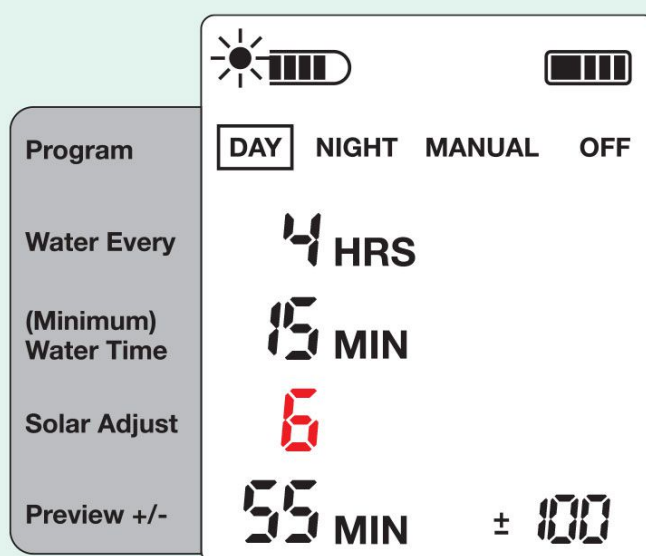 Program DAY NIGHT MANUAL OFF
Water Every 4 HRS
(Minimum)
Water Time 15 MIN
Solar Adjust 6
Preview +/- 55 MIN ± 100